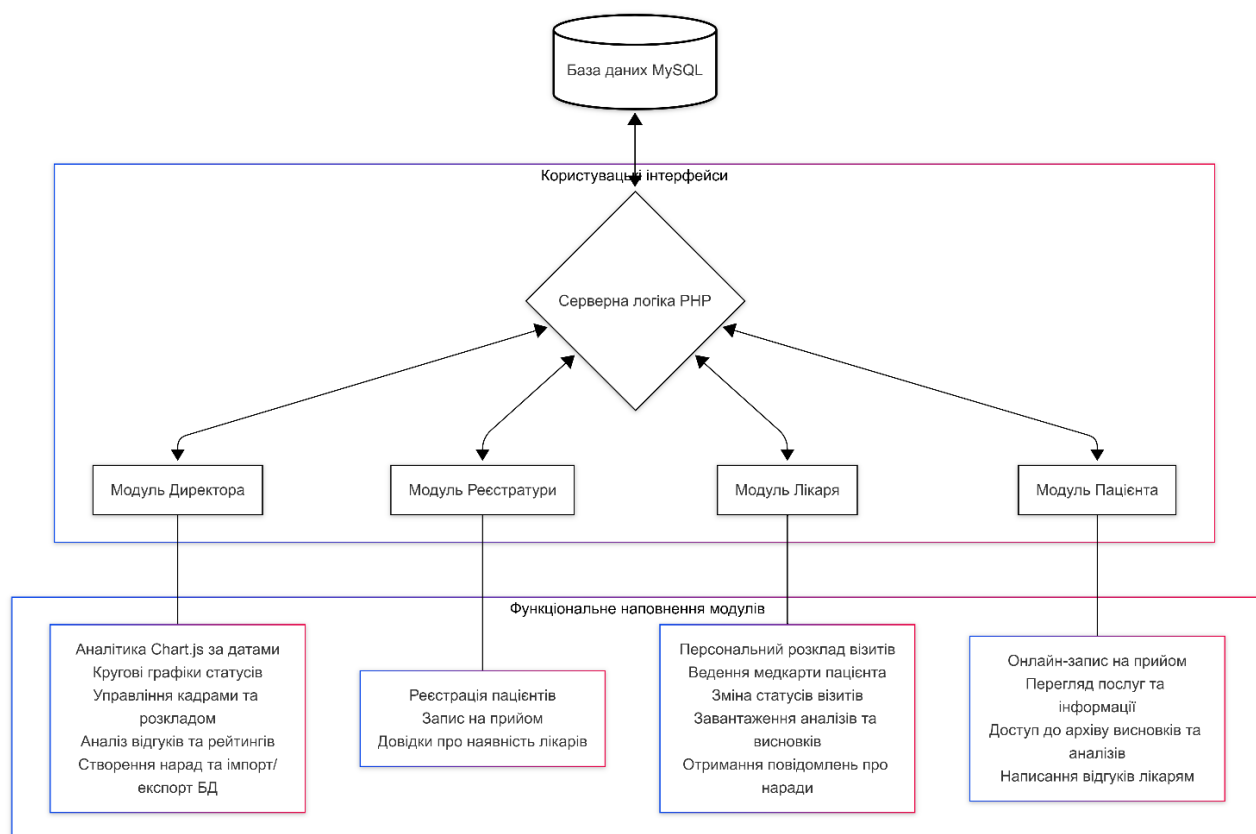 База даних MySQL
Користувацькі інтерфейси
Серверна логіка PHP
Модуль Директора
Модуль Реєстратури
Модуль Лікаря
Модуль Пацієнта
Функціональне наповнення модулів
Аналітика Chart.js за датами
Кругові графіки статусів
Управління кадрами та
розкладом
Аналіз відгуків та рейтингів
Створення нарад та імпорт/
експорт БД
Реєстрація пацієнтів
Запис на прийом
Довідки про наявність лікарів
Персональний розклад візитів
Ведення медкарти пацієнта
Зміна статусів візитів
Завантаження аналізів та
висновків
Отримання повідомлень про
наради
Онлайн-запис на прийом
Перегляд послуг та
інформації
Доступ до архіву висновків та
аналізів
Написання відгуків лікарям